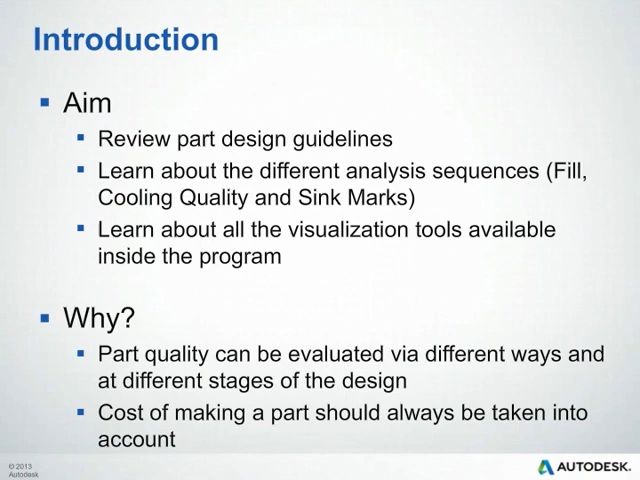 Introduction
Aim
Review part design guidelines
Learn about the different analysis sequences (Fill,
Cooling Quality and Sink Marks)
Learn about all the visualization tools available
inside the program
Why?
Part quality can be evaluated via different ways and
at different stages of the design
Cost of making a part should always be taken into
account
© 2013
Autodesk
AUTODESK.